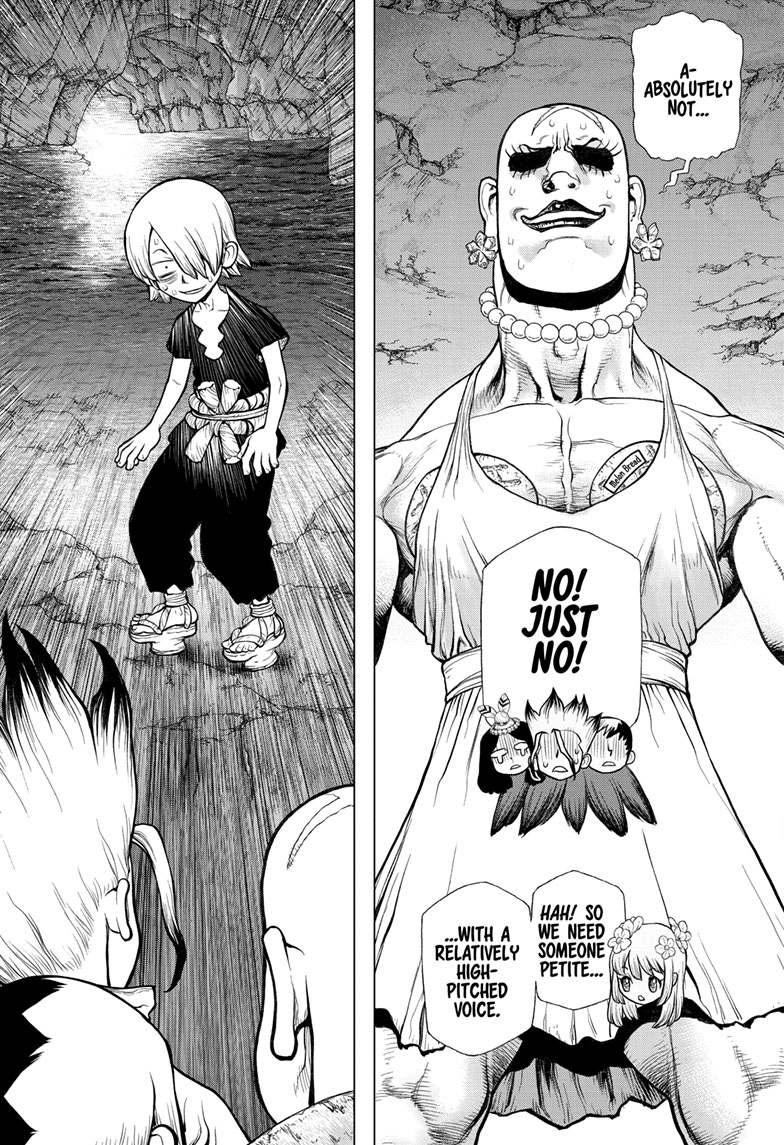 A-
ABSOLUTELY
NOT...
Melon Bread
NO!
JUST
NO!
HAH! SO
WE NEED
SOMEONE
PETITE...
...WITH A
RELATIVELY
HIGH-
PITCHED
VOICE.